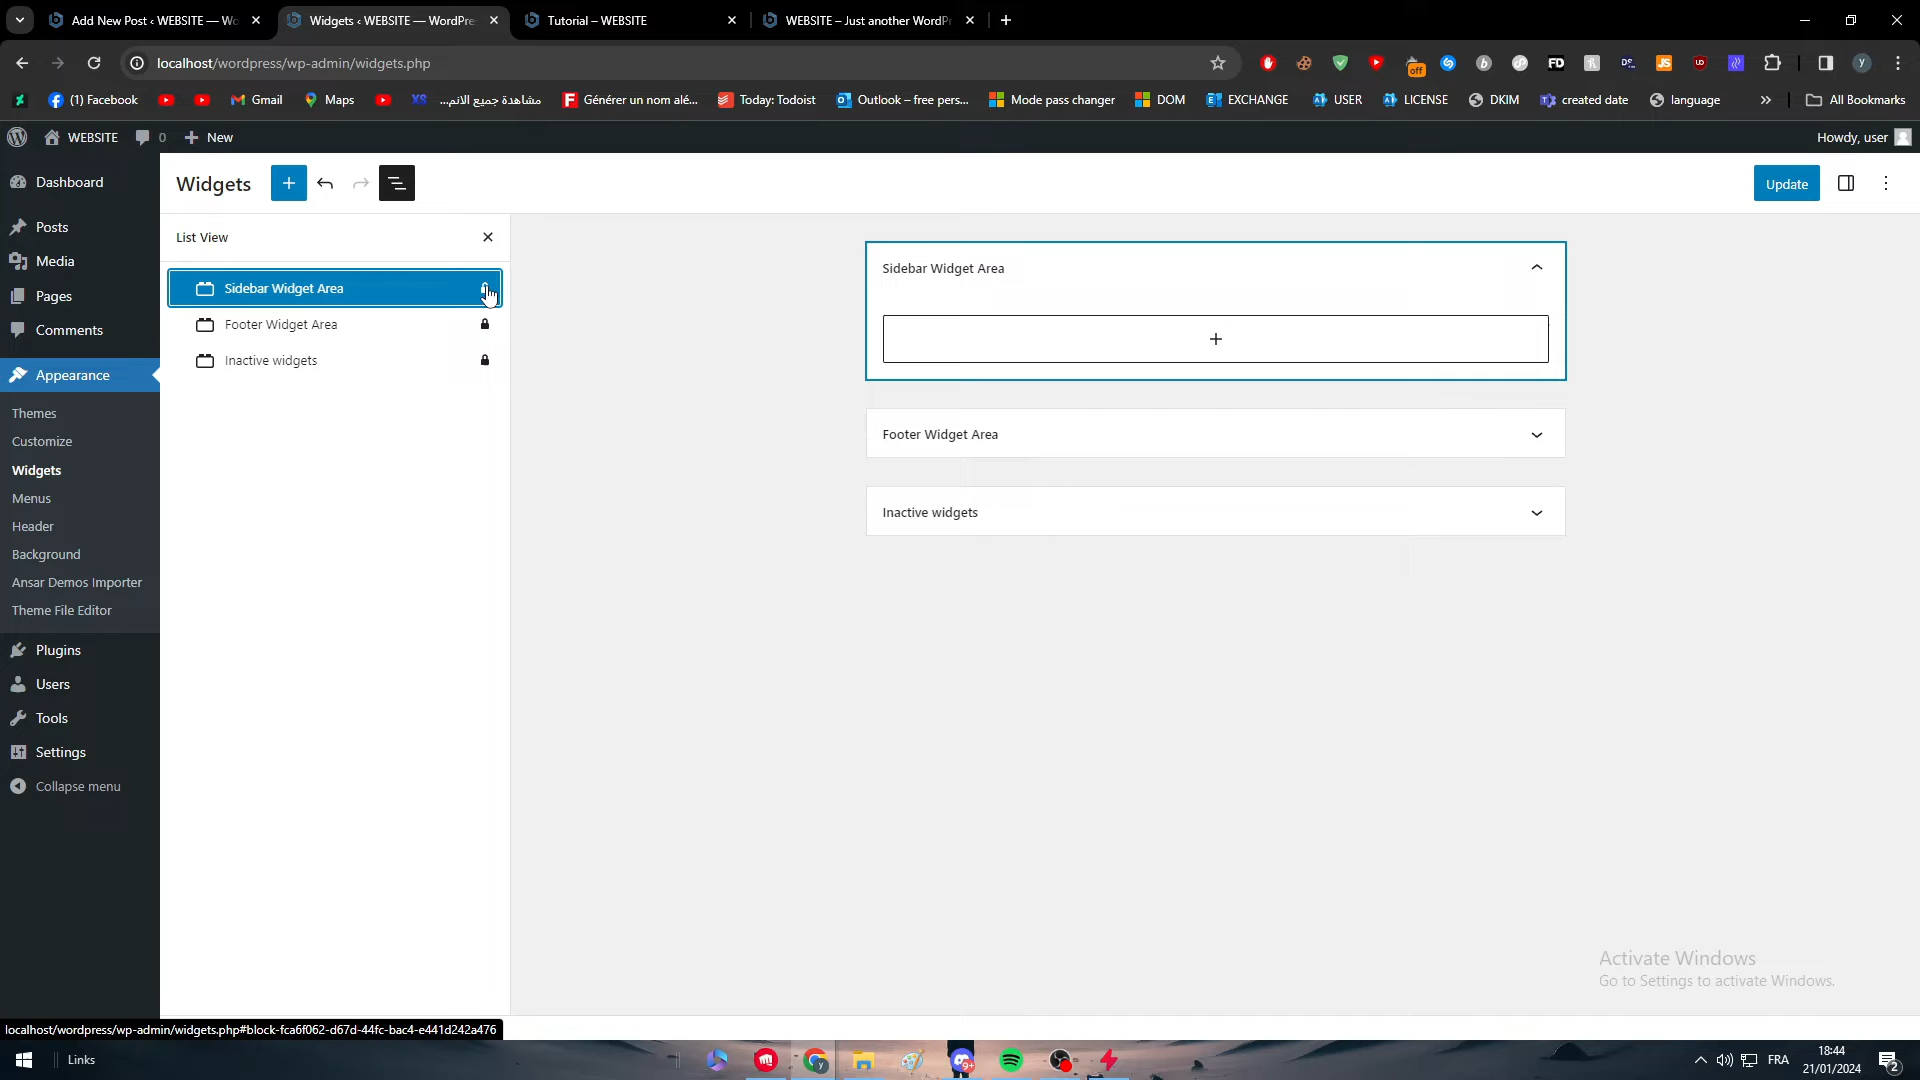 Add New Post ‹ WEBSITE — Wo
Widgets ‹ WEBSITE — WordPre
Tutorial – WEBSITE
WEBSITE – Just another WordP
localhost/wordpress/wp-admin/widgets.php
off
FD
JS
(1) Facebook
Gmail
Maps
XS
مشاهدة جميع الانم...
Générer un nom alé...
Today: Todoist
Outlook – free pers...
Mode pass changer
DOM
EXCHANGE
USER
LICENSE
DKIM
created date
language
»
All Bookmarks
WEBSITE
0
New
Howdy, user
Dashboard
Posts
Media
Pages
Comments
Appearance
Themes
Customize
Widgets
Menus
Header
Background
Ansar Demos Importer
Theme File Editor
Plugins
Users
Tools
Settings
Collapse menu
Widgets
Update
List View
Sidebar Widget Area
Footer Widget Area
Inactive widgets
Sidebar Widget Area
Footer Widget Area
Inactive widgets
Activate Windows
Go to Settings to activate Windows.
localhost/wordpress/wp-admin/widgets.php#block-fca6f062-d67d-44fc-bac4-e441d242a476
Links
FRA
18:44
21/01/2024
2